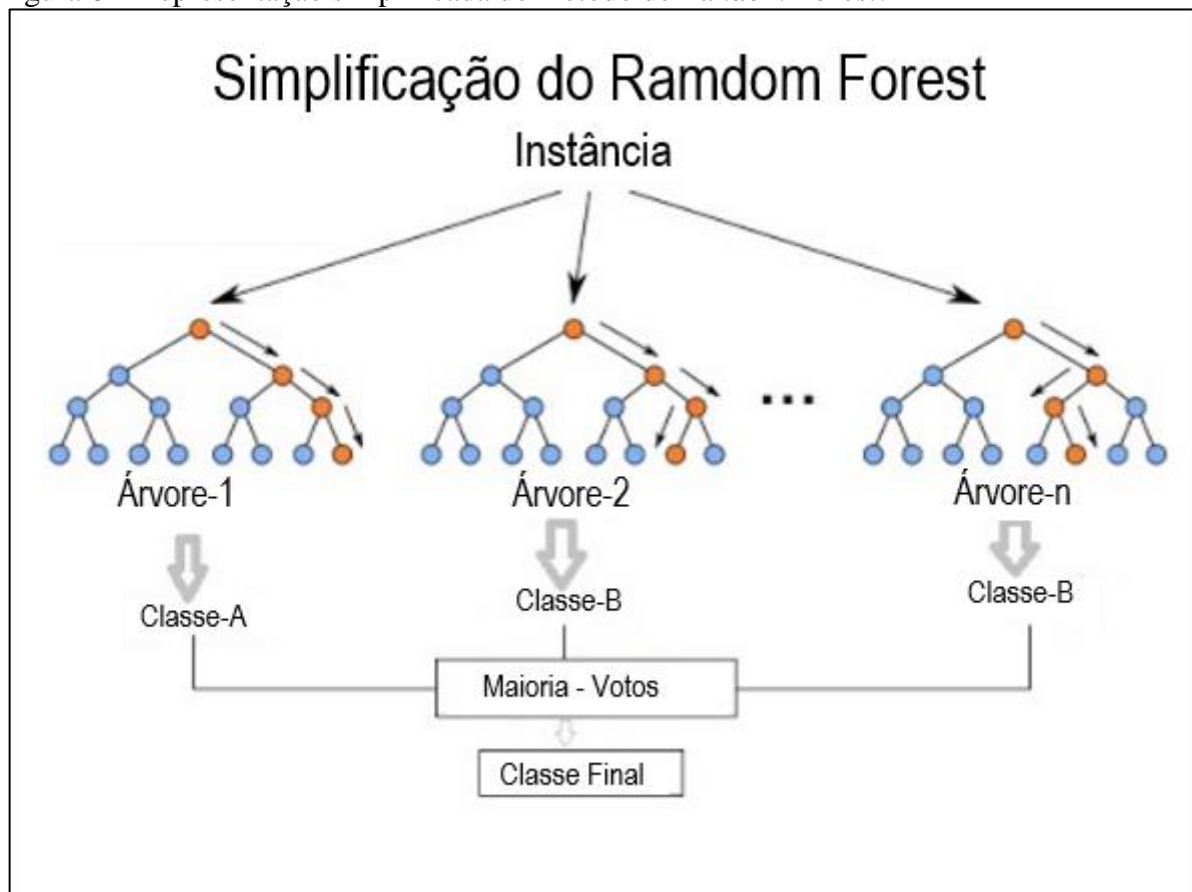 Simplificação do Ramdom Forest
Instância
...
Árvore-1 Árvore-2 Árvore-n
Classe-A Classe-B Classe-B
Maioria - Votos
Classe Final